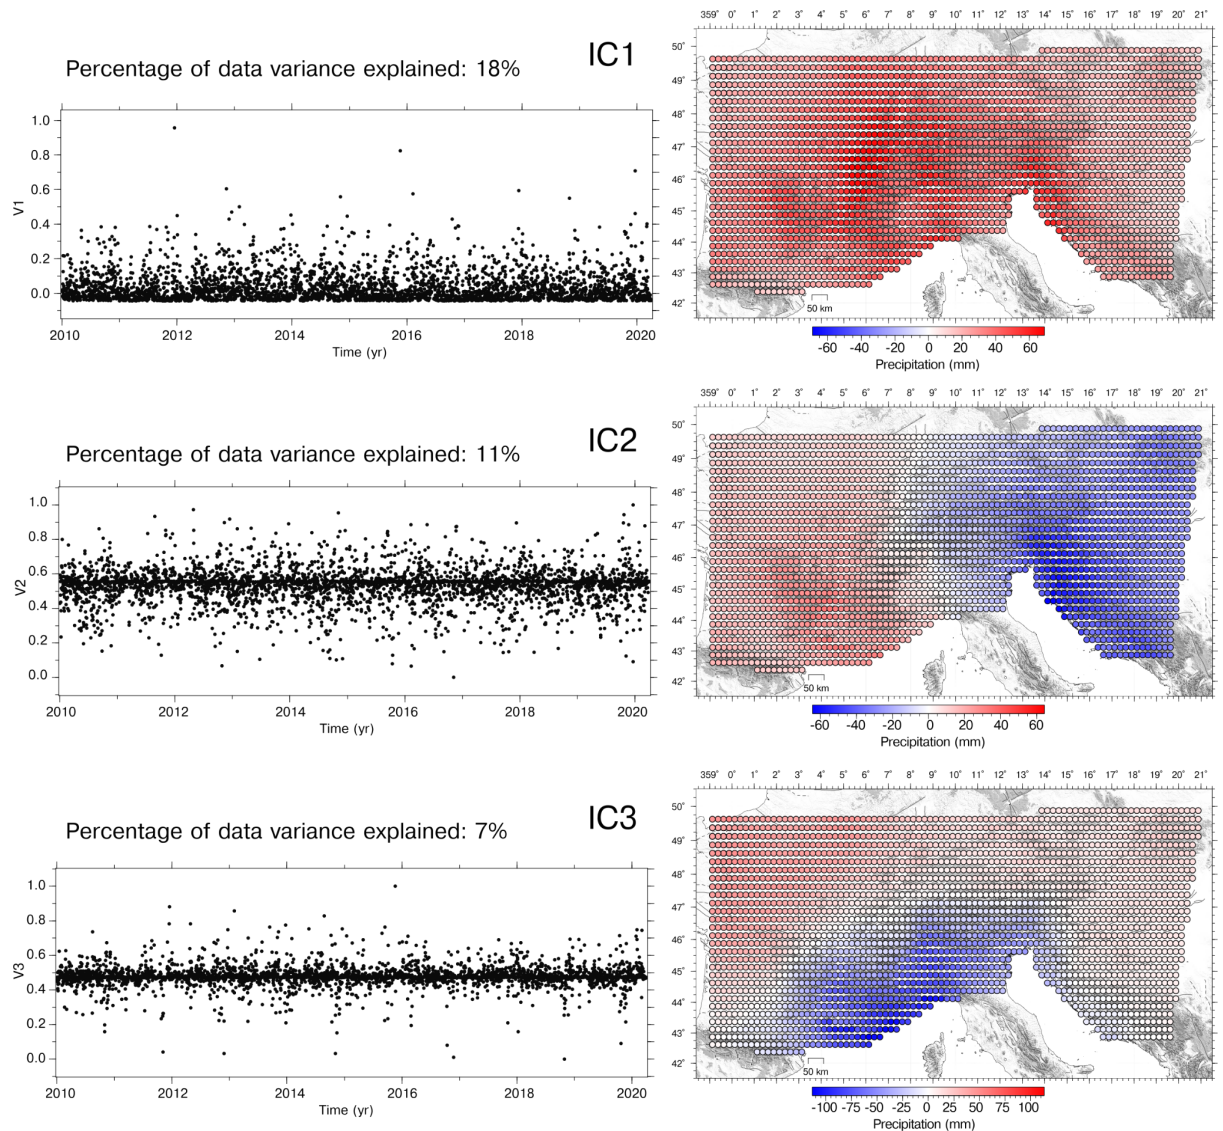 IC1
Percentage of data variance explained: 18%
1.0
0.8
0.6
0.4
0.2
0.0
V1
2010 2012 2014 2016 2018 2020
Time (yr)
359° 0° 1° 2° 3° 4° 5° 6° 7° 8° 9° 10° 11° 12° 13° 14° 15° 16° 17° 18° 19° 20° 21°
50°
49°
48°
47°
46°
45°
44°
43°
42°
50 km
-60 -40 -20 0 20 40 60
Precipitation (mm)
IC2
Percentage of data variance explained: 11%
1.0
0.8
0.6
0.4
0.2
0.0
V2
2010 2012 2014 2016 2018 2020
Time (yr)
359° 0° 1° 2° 3° 4° 5° 6° 7° 8° 9° 10° 11° 12° 13° 14° 15° 16° 17° 18° 19° 20° 21°
50°
49°
48°
47°
46°
45°
44°
43°
42°
50 km
-60 -40 -20 0 20 40 60
Precipitation (mm)
IC3
Percentage of data variance explained: 7%
1.0
0.8
0.6
0.4
0.2
0.0
V3
2010 2012 2014 2016 2018 2020
Time (yr)
359° 0° 1° 2° 3° 4° 5° 6° 7° 8° 9° 10° 11° 12° 13° 14° 15° 16° 17° 18° 19° 20° 21°
50°
49°
48°
47°
46°
45°
44°
43°
42°
50 km
-100 -75 -50 -25 0 25 50 75 100
Precipitation (mm)